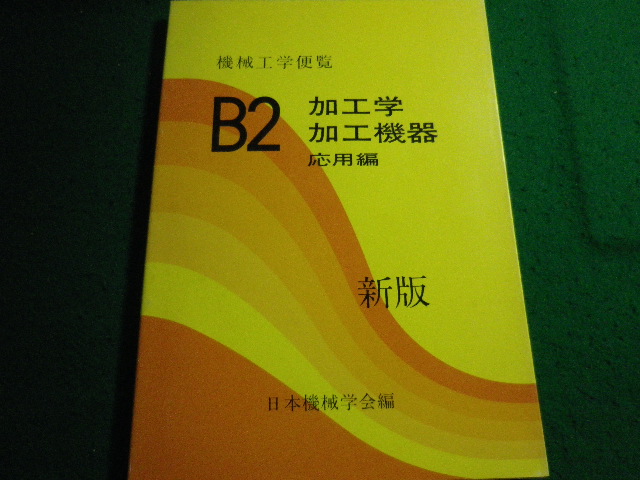 機械工学便覧
B2 加工学
加工機器
応用編
新版
日本機械学会編